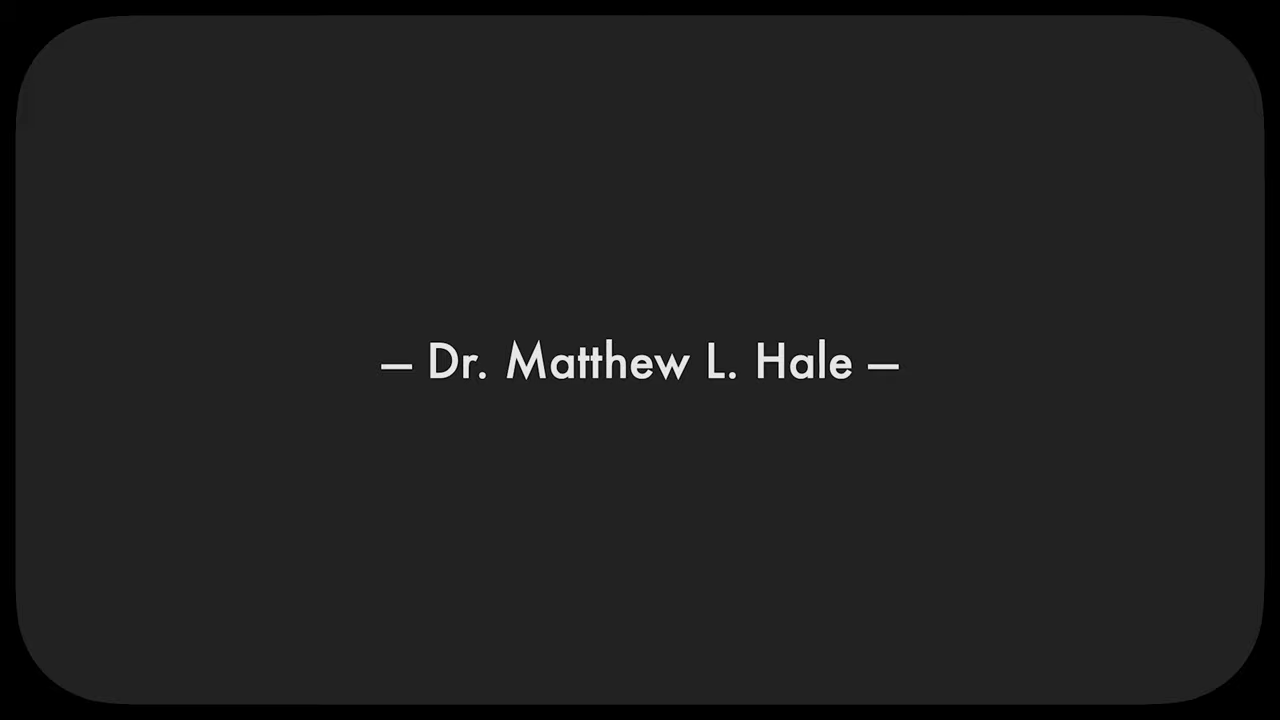 – Dr. Matthew L. Hale –